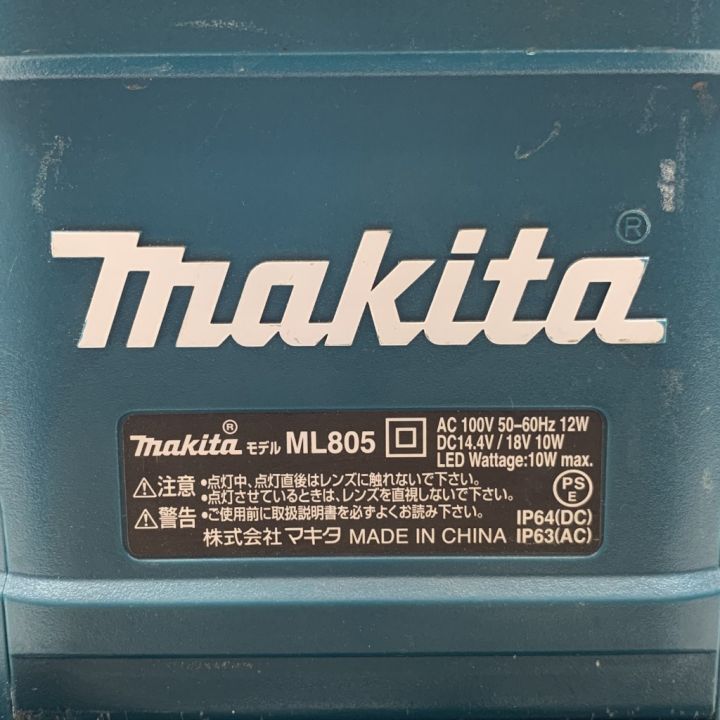 makita®
makita® モデル ML805 AC 100V 50–60Hz 12W
DC14.4V / 18V 10W
LED Wattage:10W max.
⚠注意 •点灯中、点灯直後はレンズに触れないで下さい。
•点灯させているときは、レンズを直視しないで下さい。
PS
E
⚠警告 •ご使用前に取扱説明書を必ずよくお読み下さい。
IP64(DC)
株式会社 マキタ MADE IN CHINA IP63(AC)